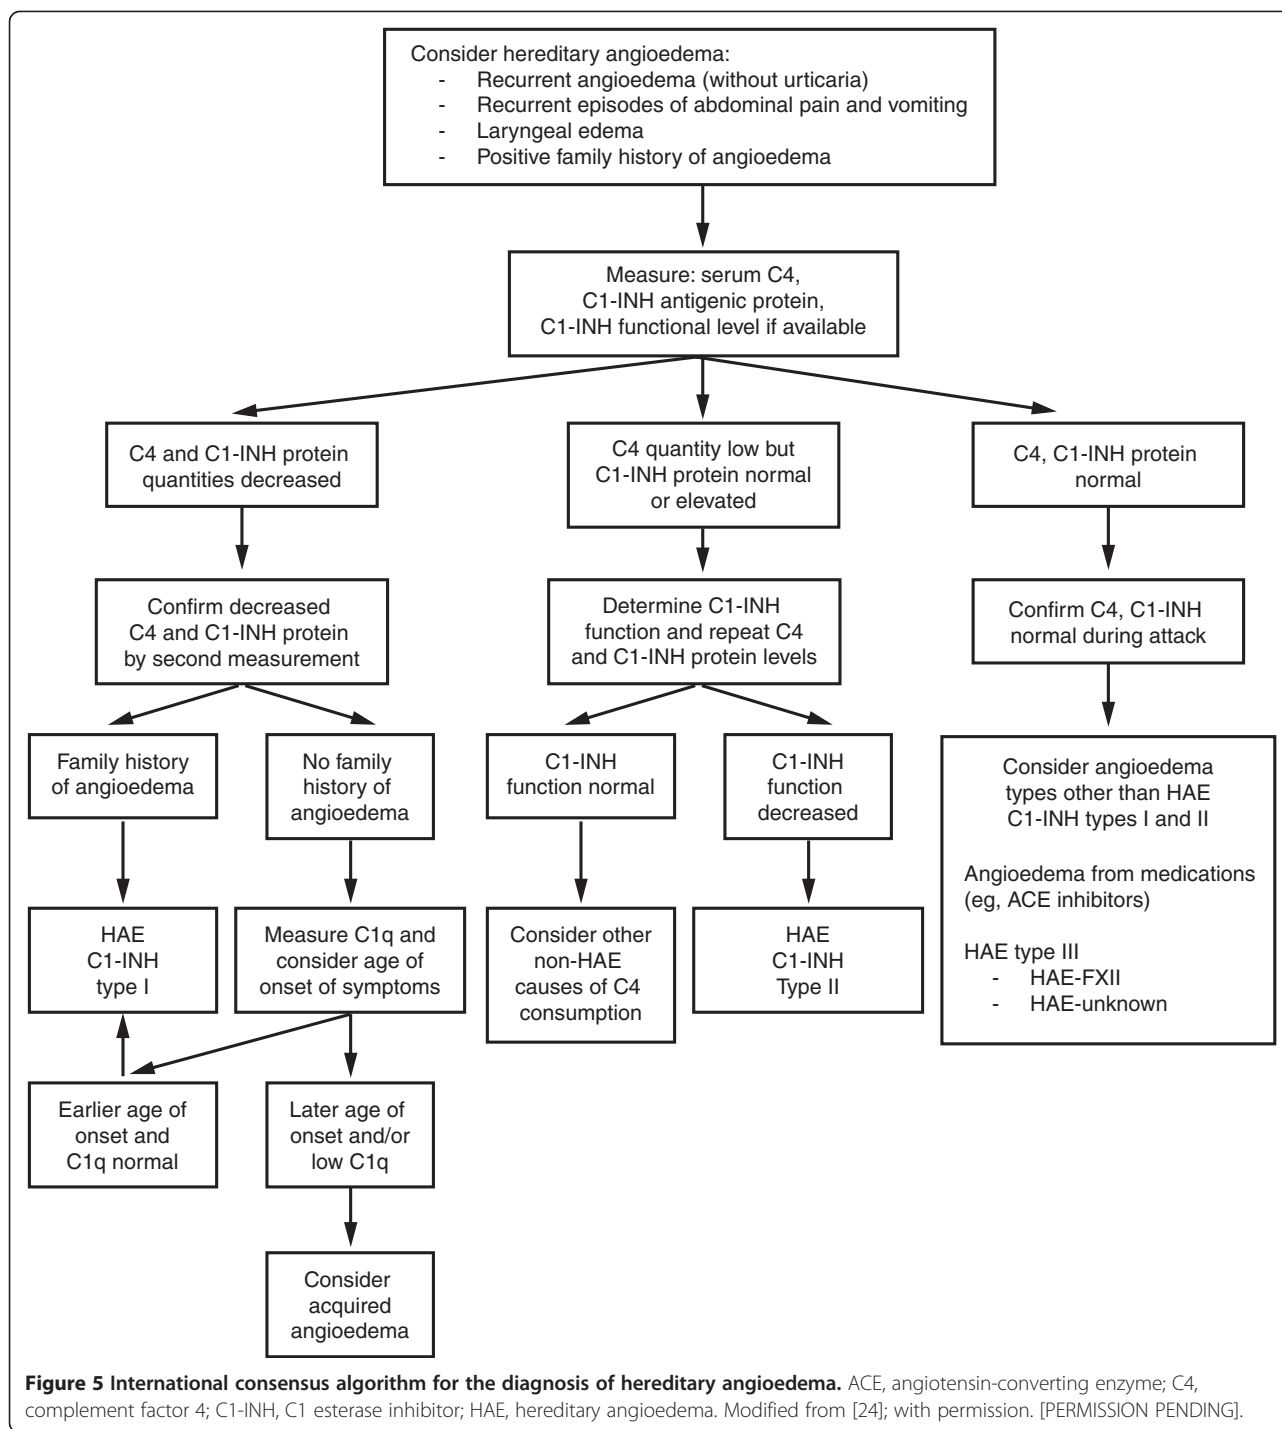 Consider hereditary angioedema:
- Recurrent angioedema (without urticaria)
- Recurrent episodes of abdominal pain and vomiting
- Laryngeal edema
- Positive family history of angioedema
Measure: serum C4,
C1-INH antigenic protein,
C1-INH functional level if available
C4 and C1-INH protein
quantities decreased
C4 quantity low but
C1-INH protein normal
or elevated
C4, C1-INH protein
normal
Confirm decreased
C4 and C1-INH protein
by second measurement
Determine C1-INH
function and repeat C4
and C1-INH protein levels
Confirm C4, C1-INH
normal during attack
Family history
of angioedema
No family
history of
angioedema
C1-INH
function normal
C1-INH
function
decreased
Consider angioedema
types other than HAE
C1-INH types I and II
Angioedema from medications
(eg, ACE inhibitors)
HAE type III
- HAE-FXII
- HAE-unknown
HAE
C1-INH
type I
Measure C1q and
consider age of
onset of symptoms
Consider other
non-HAE
causes of C4
consumption
HAE
C1-INH
Type II
Earlier age of
onset and
C1q normal
Later age of
onset and/or
low C1q
Consider
acquired
angioedema
Figure 5 International consensus algorithm for the diagnosis of hereditary angioedema. ACE, angiotensin-converting enzyme; C4,
complement factor 4; C1-INH, C1 esterase inhibitor; HAE, hereditary angioedema. Modified from [24]; with permission. [PERMISSION PENDING].